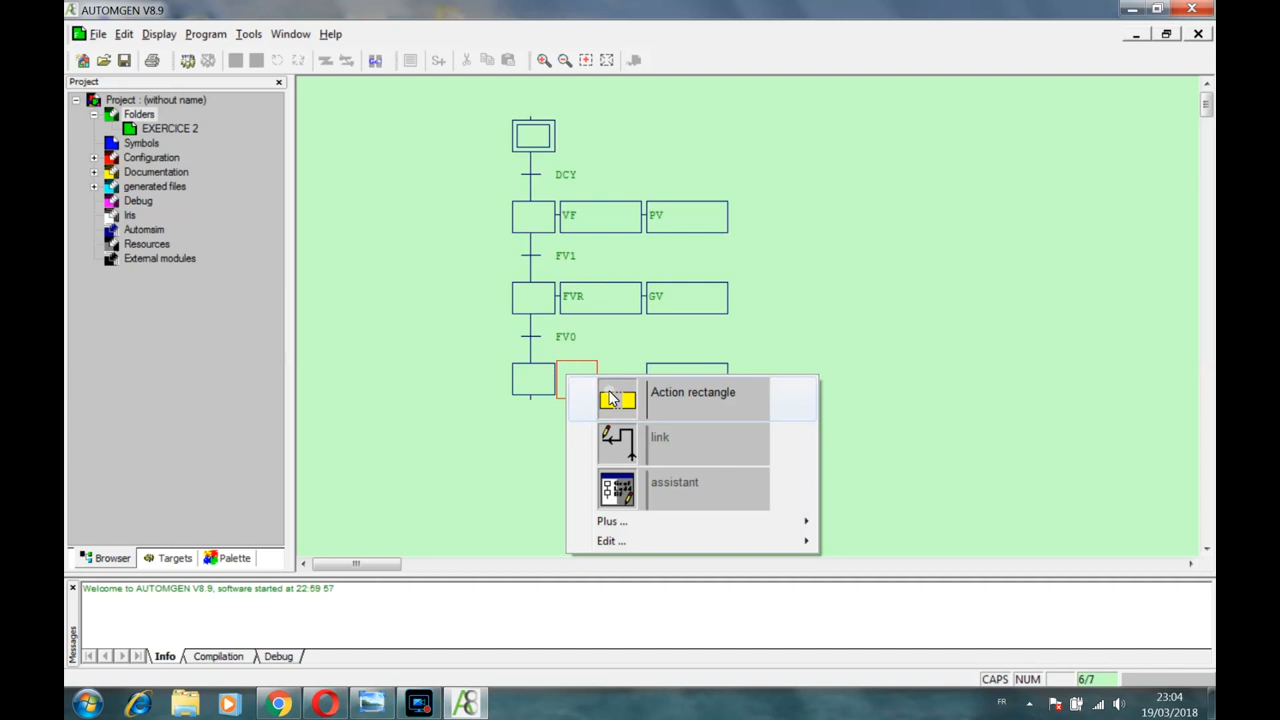 AUTOMGEN V8.9
File Edit Display Program Tools Window Help
S+
Project
Project : (without name)
Folders
EXERCICE 2
Symbols
Configuration
Documentation
generated files
Debug
Iris
Automsim
Resources
External modules
Browser Targets Palette
DCY
VF PV
FV1
FVR GV
FV0
Action rectangle
link
assistant
Plus ...
Edit ...
Messages
Welcome to AUTOMGEN V8.9, software started at 22:59 57
Info Compilation Debug
CAPS NUM 6/7
FR
23:04
19/03/2018